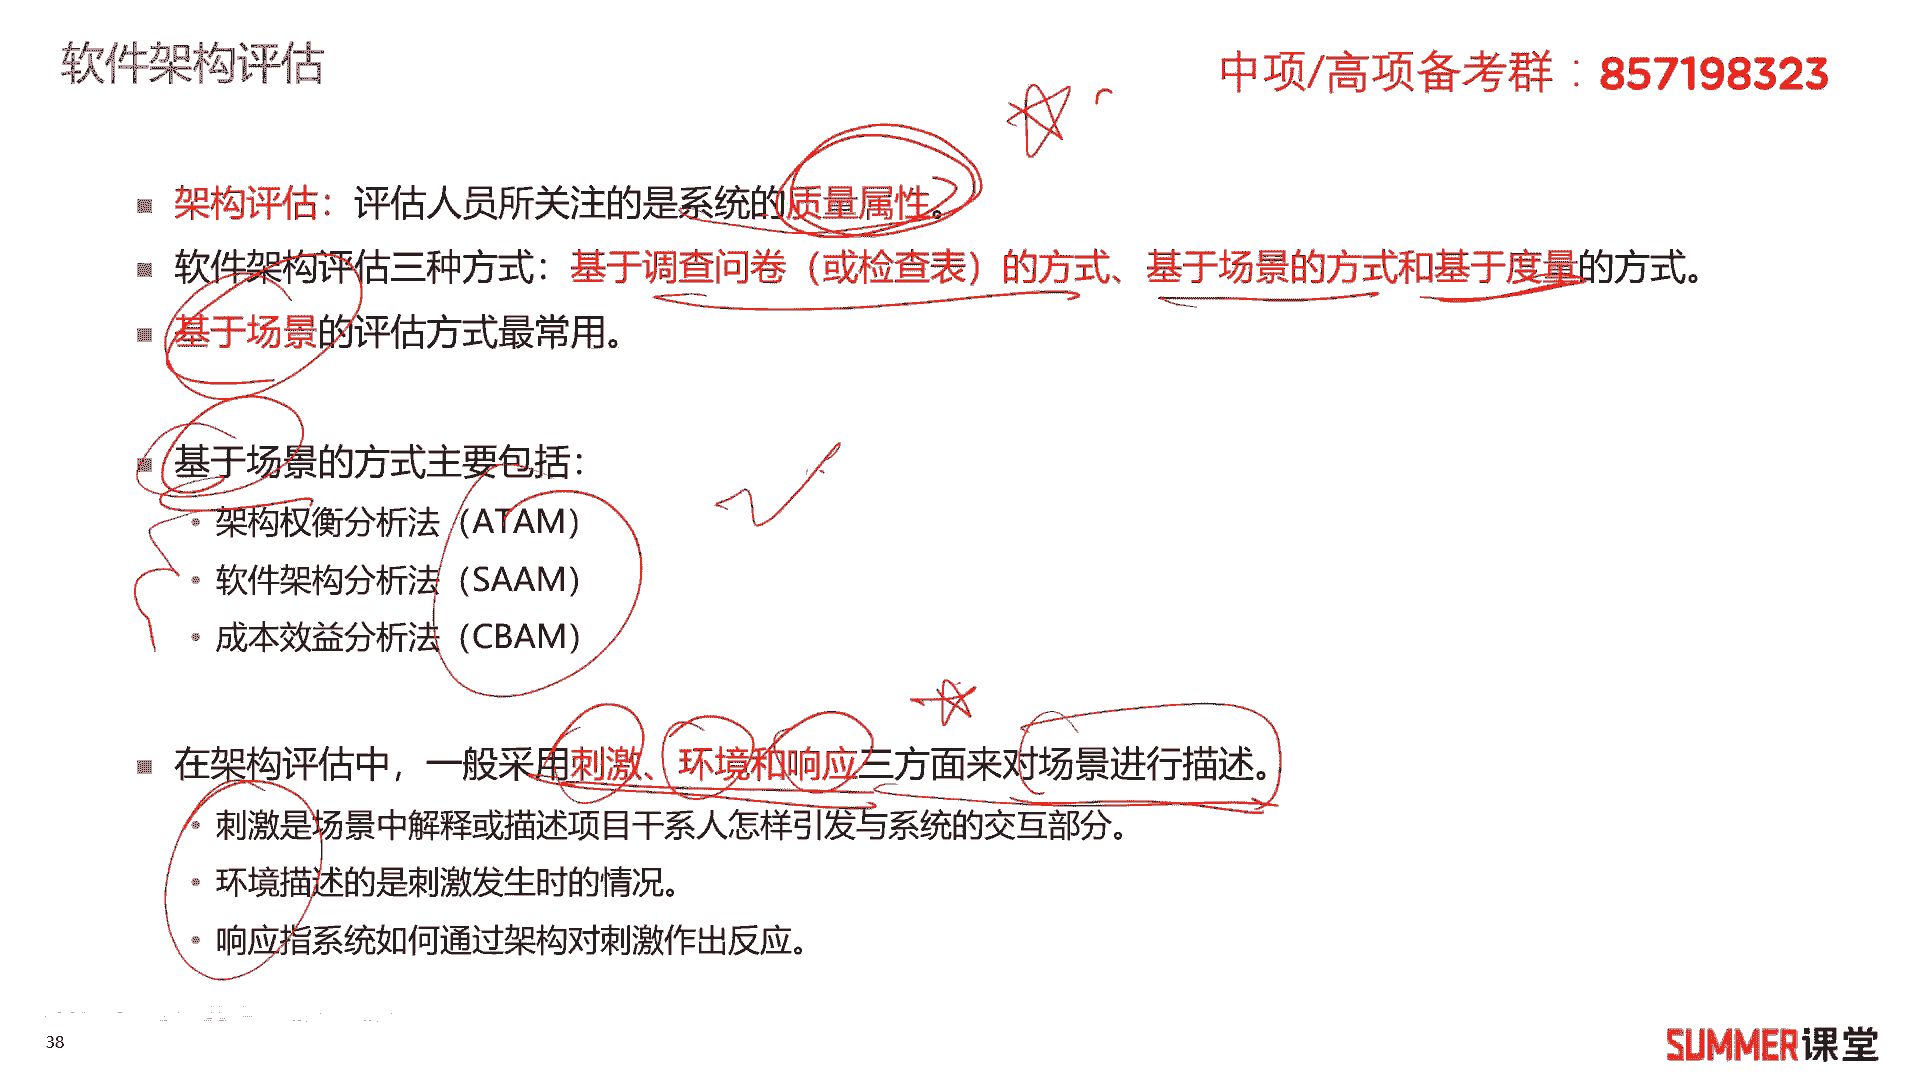 软件架构评估
中项/高项备考群：857198323
架构评估：评估人员所关注的是系统的质量属性。
软件架构评估三种方式：基于调查问卷（或检查表）的方式、基于场景的方式和基于度量的方式。
基于场景的评估方式最常用。
基于场景的方式主要包括：
架构权衡分析法（ATAM）
软件架构分析法（SAAM）
成本效益分析法（CBAM）
在架构评估中，一般采用刺激、环境和响应三方面来对场景进行描述。
刺激是场景中解释或描述项目干系人怎样引发与系统的交互部分。
环境描述的是刺激发生时的情况。
响应指系统如何通过架构对刺激作出反应。
38
SUMMER课堂